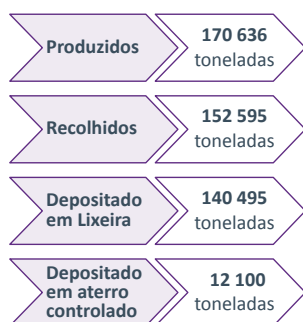 Produzidos
170 636
toneladas
Recolhidos
152 595
toneladas
Depositado
em Lixeira
140 495
toneladas
Depositado
em aterro
controlado
12 100
toneladas